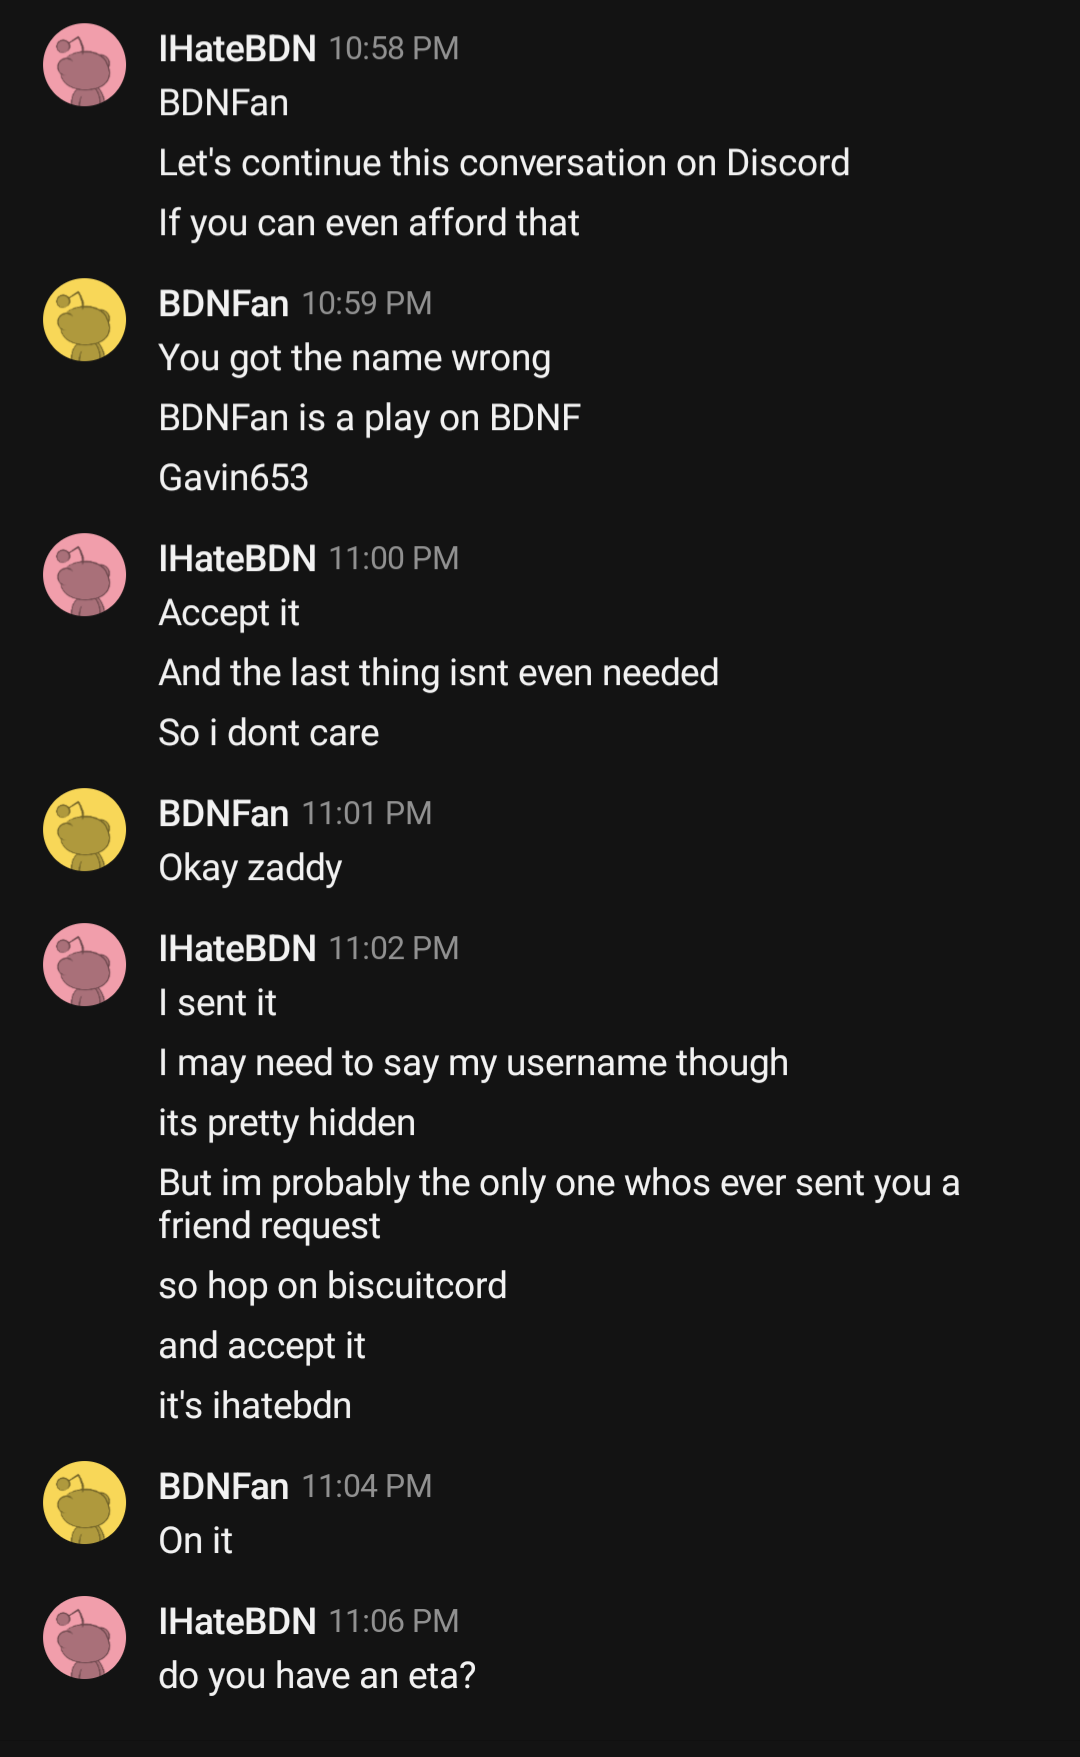 IHateBDN 10:58 PM
BDNFan
Let's continue this conversation on Discord
If you can even afford that
BDNFan 10:59 PM
You got the name wrong
BDNFan is a play on BDNF
Gavin653
IHateBDN 11:00 PM
Accept it
And the last thing isnt even needed
So i dont care
BDNFan 11:01 PM
Okay zaddy
IHateBDN 11:02 PM
I sent it
I may need to say my username though
its pretty hidden
But im probably the only one whos ever sent you a
friend request
so hop on biscuitcord
and accept it
it's ihatebdn
BDNFan 11:04 PM
On it
IHateBDN 11:06 PM
do you have an eta?